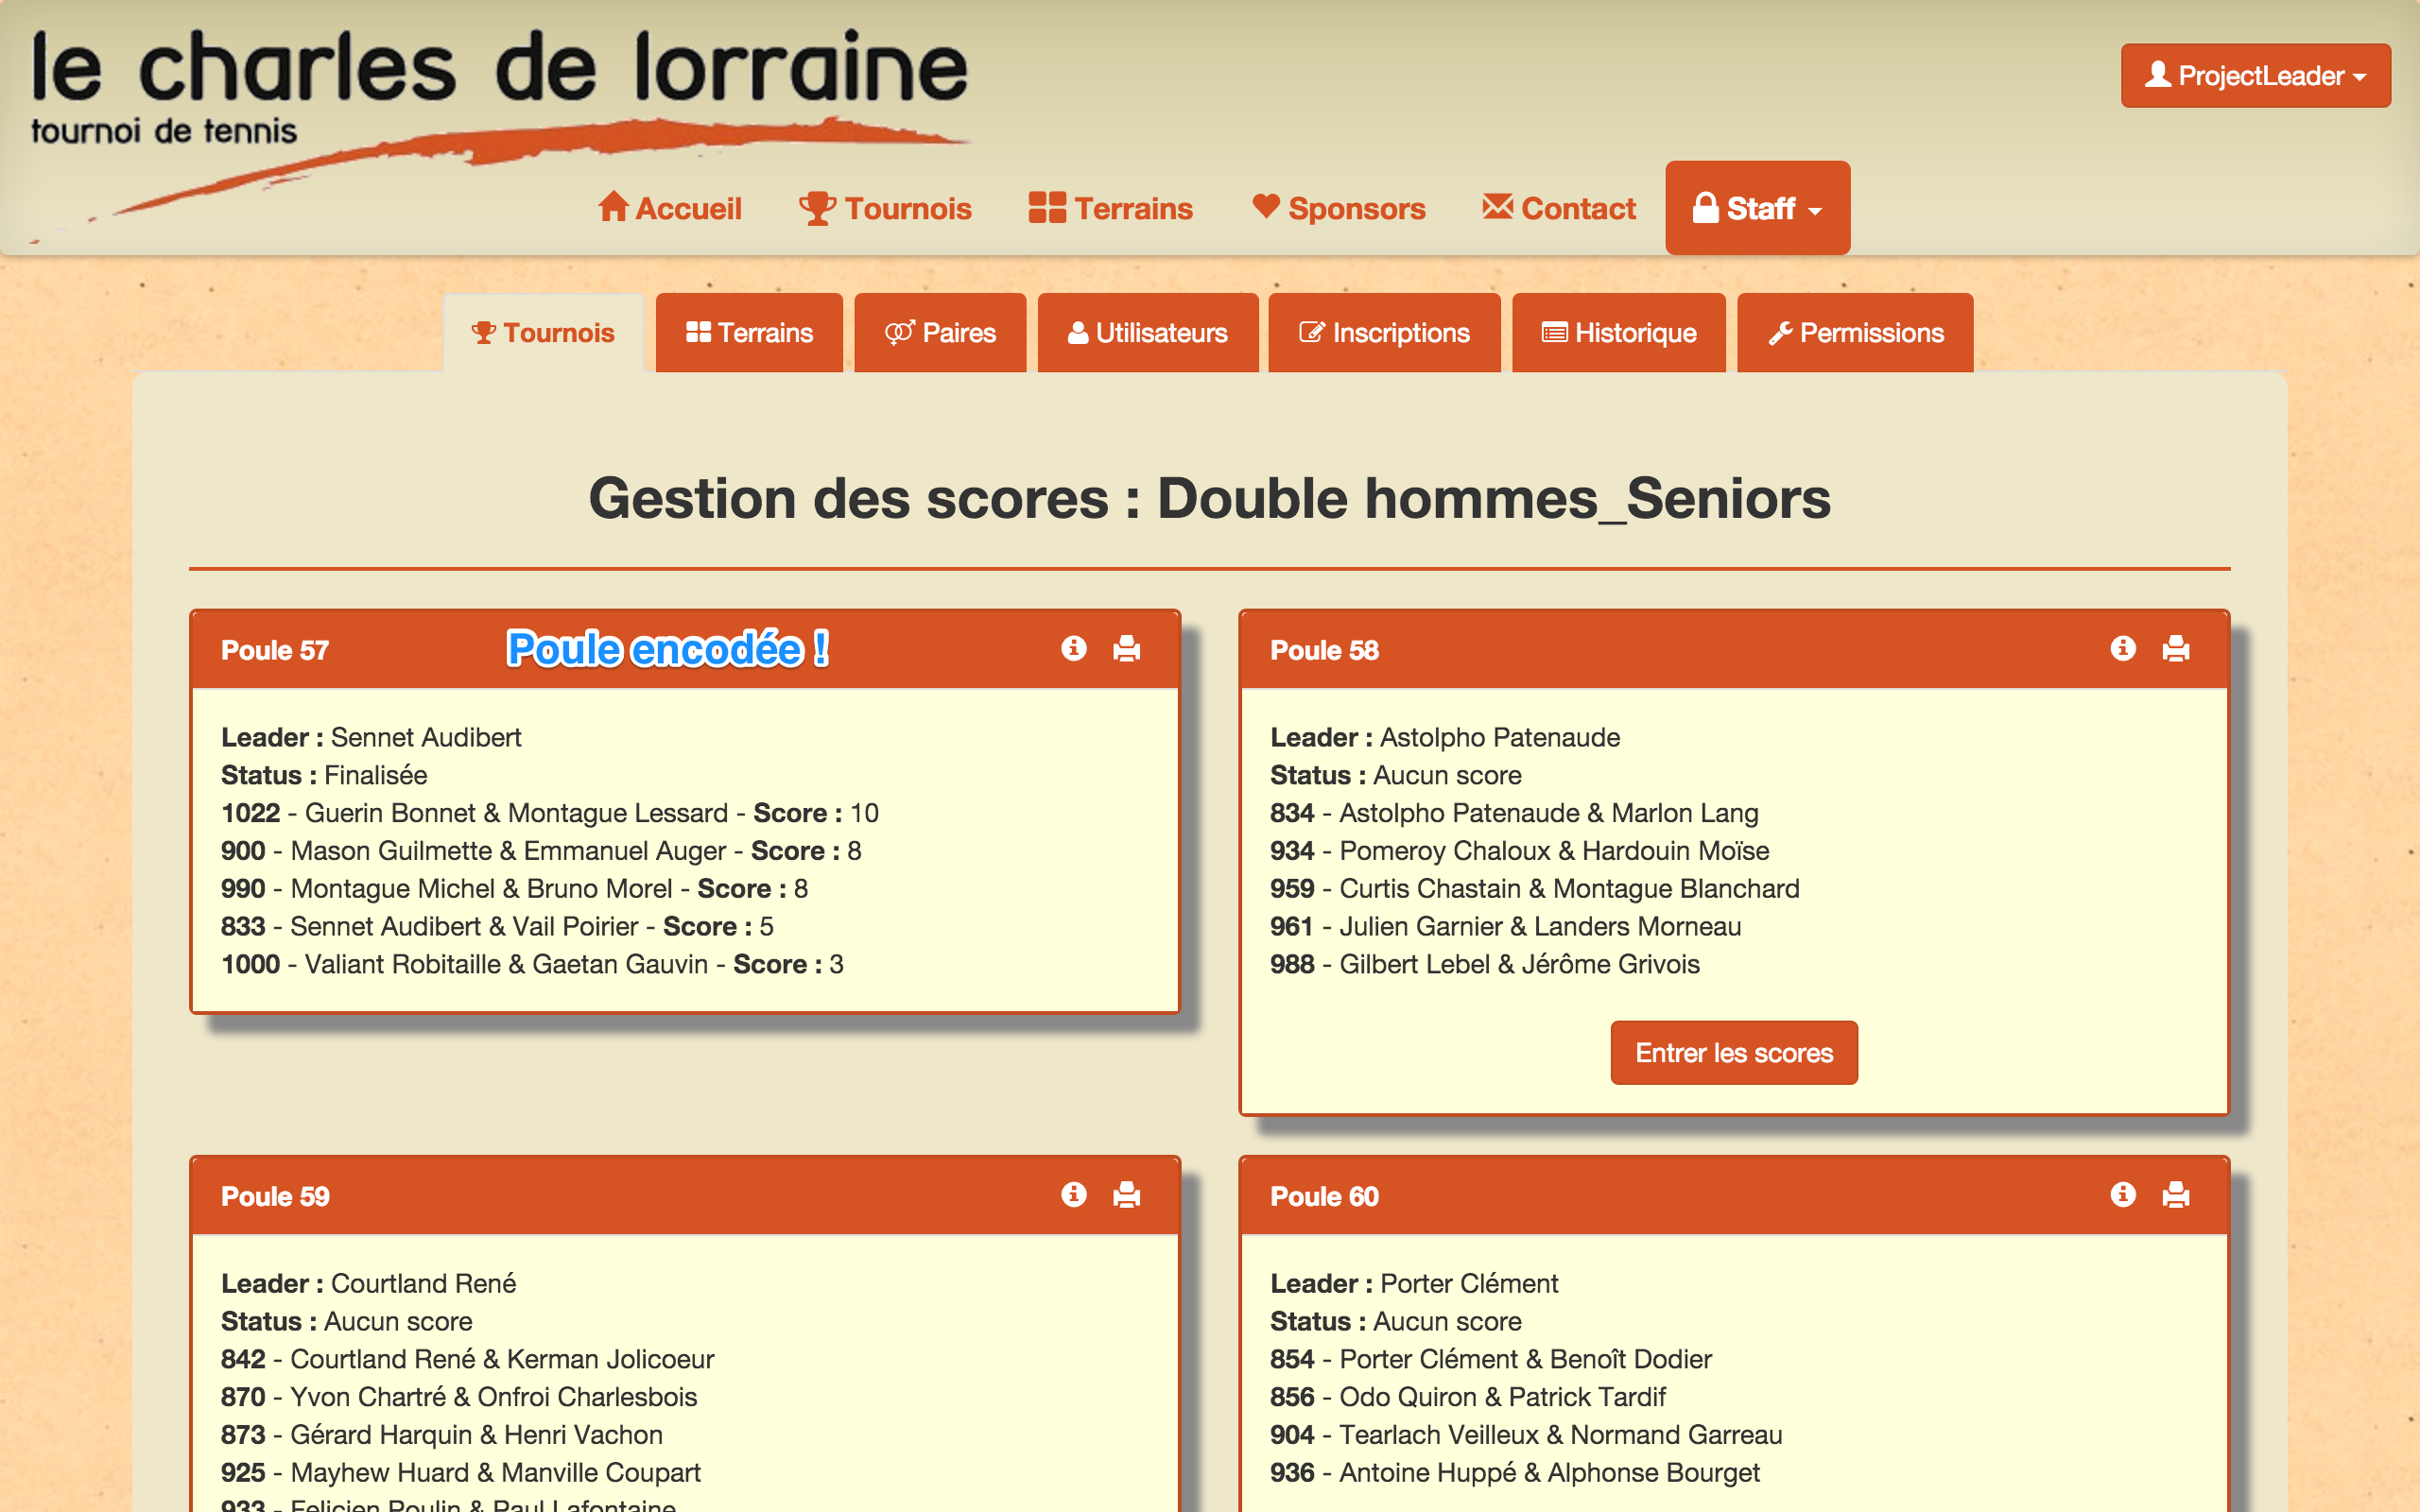 le charles de lorraine
tournoi de tennis
ProjectLeader
Accueil Tournois Terrains Sponsors Contact Staff
Tournois Terrains Paires Utilisateurs Inscriptions Historique Permissions
Gestion des scores : Double hommes_Seniors
Poule 57 Poule encodée !
Leader : Sennet Audibert
Status : Finalisée
1022 - Guerin Bonnet & Montague Lessard - Score : 10
900 - Mason Guilmette & Emmanuel Auger - Score : 8
990 - Montague Michel & Bruno Morel - Score : 8
833 - Sennet Audibert & Vail Poirier - Score : 5
1000 - Valiant Robitaille & Gaetan Gauvin - Score : 3
Poule 58
Leader : Astolpho Patenaude
Status : Aucun score
834 - Astolpho Patenaude & Marlon Lang
934 - Pomeroy Chaloux & Hardouin Moïse
959 - Curtis Chastain & Montague Blanchard
961 - Julien Garnier & Landers Morneau
988 - Gilbert Lebel & Jérôme Grivois
Entrer les scores
Poule 59
Leader : Courtland René
Status : Aucun score
842 - Courtland René & Kerman Jolicoeur
870 - Yvon Chartré & Onfroi Charlesbois
873 - Gérard Harquin & Henri Vachon
925 - Mayhew Huard & Manville Coupart
933 - Felicien Poulin & Paul Lafontaine
Poule 60
Leader : Porter Clément
Status : Aucun score
854 - Porter Clément & Benoît Dodier
856 - Odo Quiron & Patrick Tardif
904 - Tearlach Veilleux & Normand Garreau
936 - Antoine Huppé & Alphonse Bourget